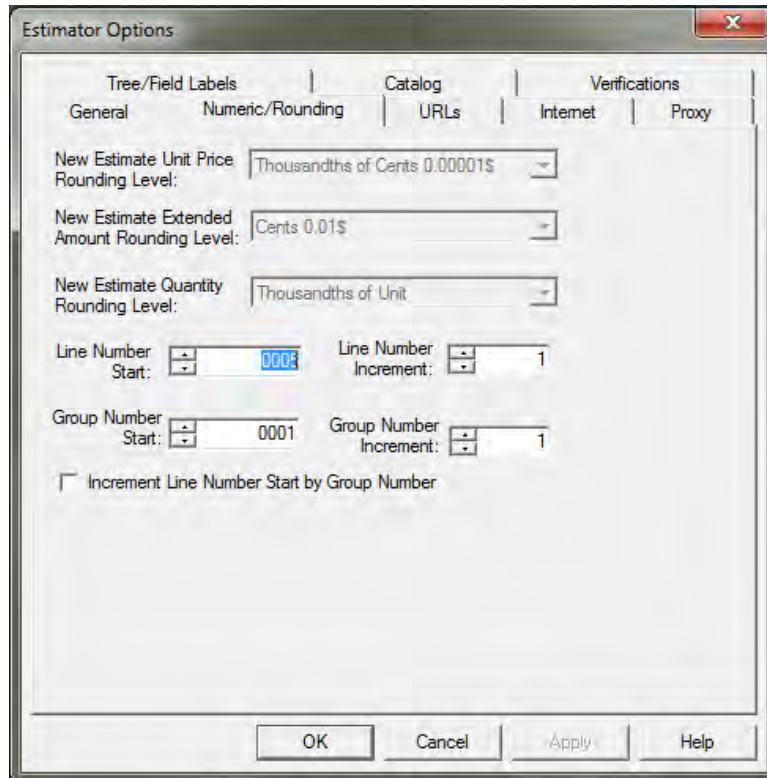 Estimator Options
Tree/Field Labels Catalog Verifications
General Numeric/Rounding URLs Internet Proxy
New Estimate Unit Price
Rounding Level:
Thousandths of Cents 0.00001$
New Estimate Extended
Amount Rounding Level:
Cents 0.01$
New Estimate Quantity
Rounding Level:
Thousandths of Unit
Line Number
Start:
0005
Line Number
Increment:
1
Group Number
Start:
0001
Group Number
Increment:
1
Increment Line Number Start by Group Number
OK Cancel Apply Help